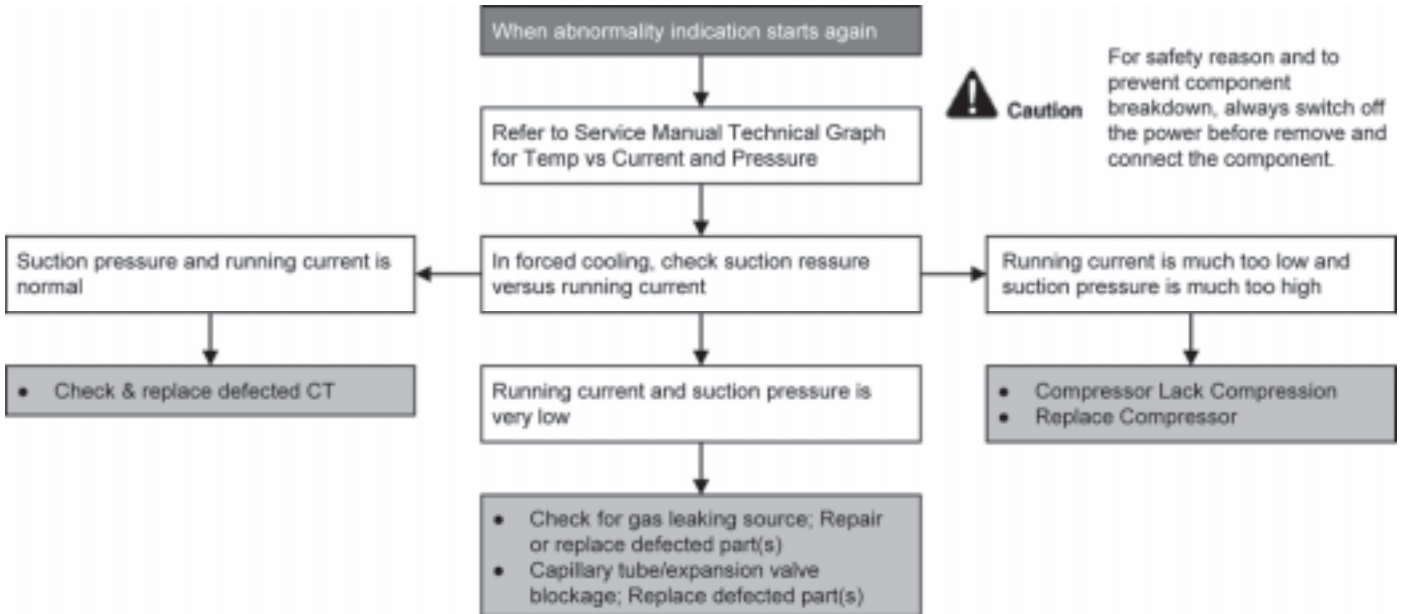 When abnormality indication starts again
For safety reason and to
prevent component
breakdown, always switch off
the power before remove and
connect the component.
Caution
Refer to Service Manual Technical Graph
for Temp vs Current and Pressure
Suction pressure and running current is
normal
In forced cooling, check suction ressure
versus running current
Running current is much too low and
suction pressure is much too high
• Check & replace defected CT
Running current and suction pressure is
very low
• Compressor Lack Compression
• Replace Compressor
• Check for gas leaking source; Repair
or replace defected part(s)
• Capillary tube/expansion valve
blockage; Replace defected part(s)